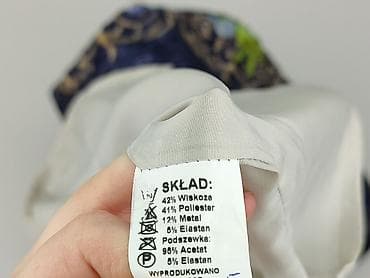 SKŁAD:
42% Wiskoza
41% Poliester
12% Metal
5% Elastan
Podszewka:
95% Acetat
5% Elastan
WYPRODUKOWANO